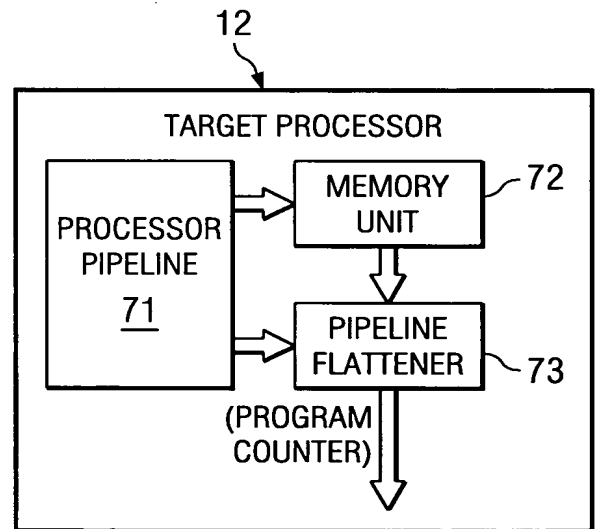 12
TARGET PROCESSOR
PROCESSOR
PIPELINE
71
MEMORY
UNIT
72
PIPELINE
FLATTENER
73
(PROGRAM
COUNTER)